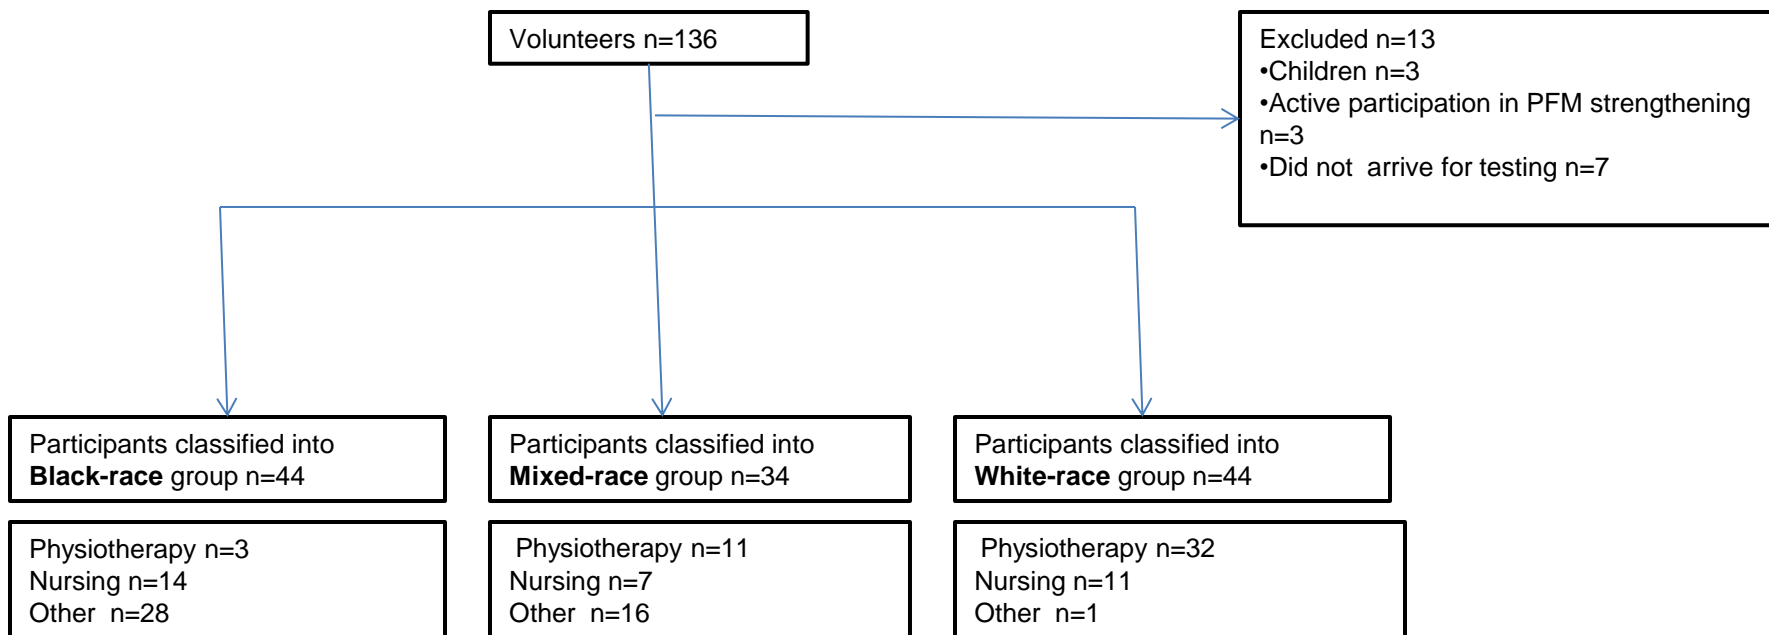 Volunteers n=136
Excluded n=13
•Children n=3
•Active participation in PFM strengthening
n=3
•Did not  arrive for testing n=7
Participants classified into
Black-race group n=44
Participants classified into
Mixed-race group n=34
Participants classified into
White-race group n=44
Physiotherapy n=3
Nursing n=14
Other  n=28
Physiotherapy n=11
Nursing n=7
Other  n=16
Physiotherapy n=32
Nursing n=11
Other  n=1